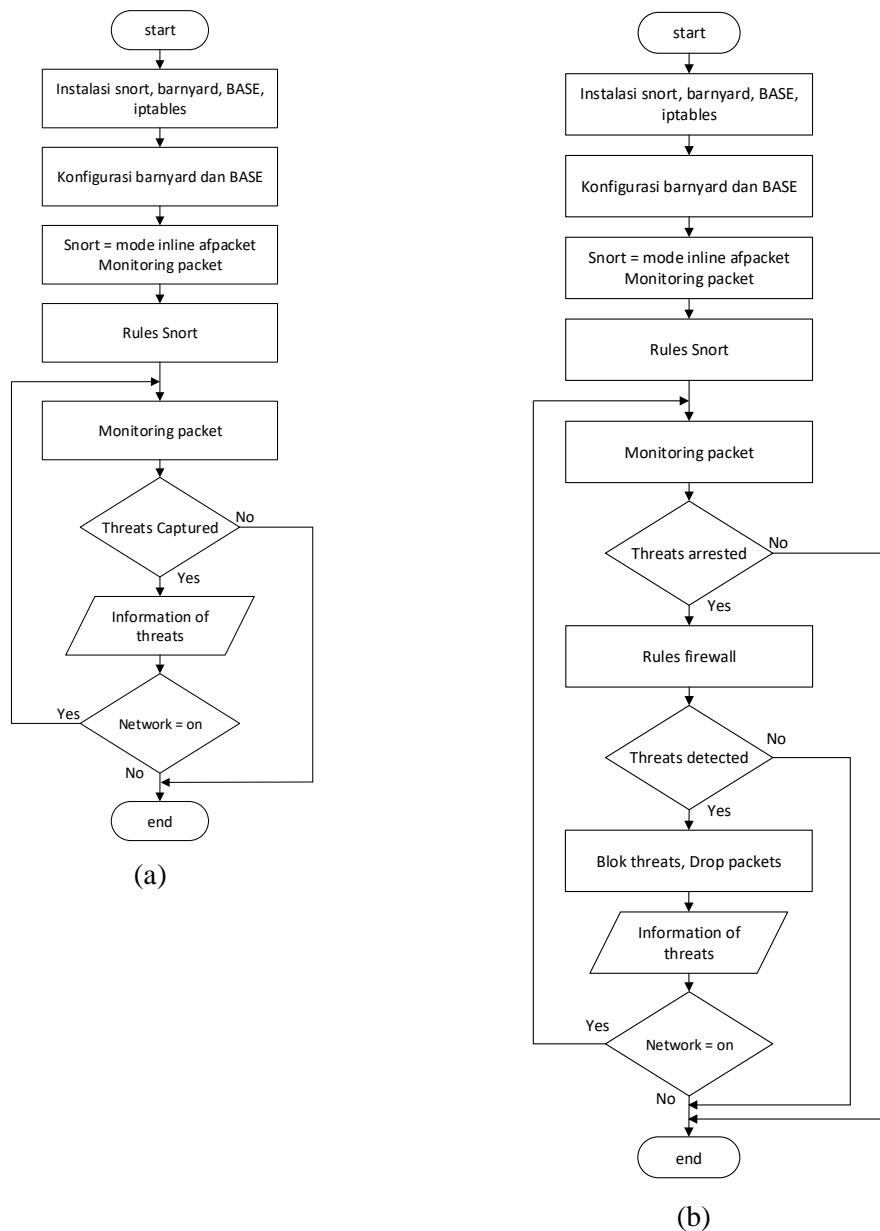 start
Instalasi snort, barnyard, BASE,
iptables
Konfigurasi barnyard dan BASE
Snort = mode inline afpacket
Monitoring packet
Rules Snort
Monitoring packet
Threats Captured
No
Yes
Information of
threats
Yes
Network = on
No
end
(a)
start
Instalasi snort, barnyard, BASE,
iptables
Konfigurasi barnyard dan BASE
Snort = mode inline afpacket
Monitoring packet
Rules Snort
Monitoring packet
Threats arrested
No
Yes
Rules firewall
Threats detected
No
Yes
Blok threats, Drop packets
Information of
threats
Yes
Network = on
No
end
(b)